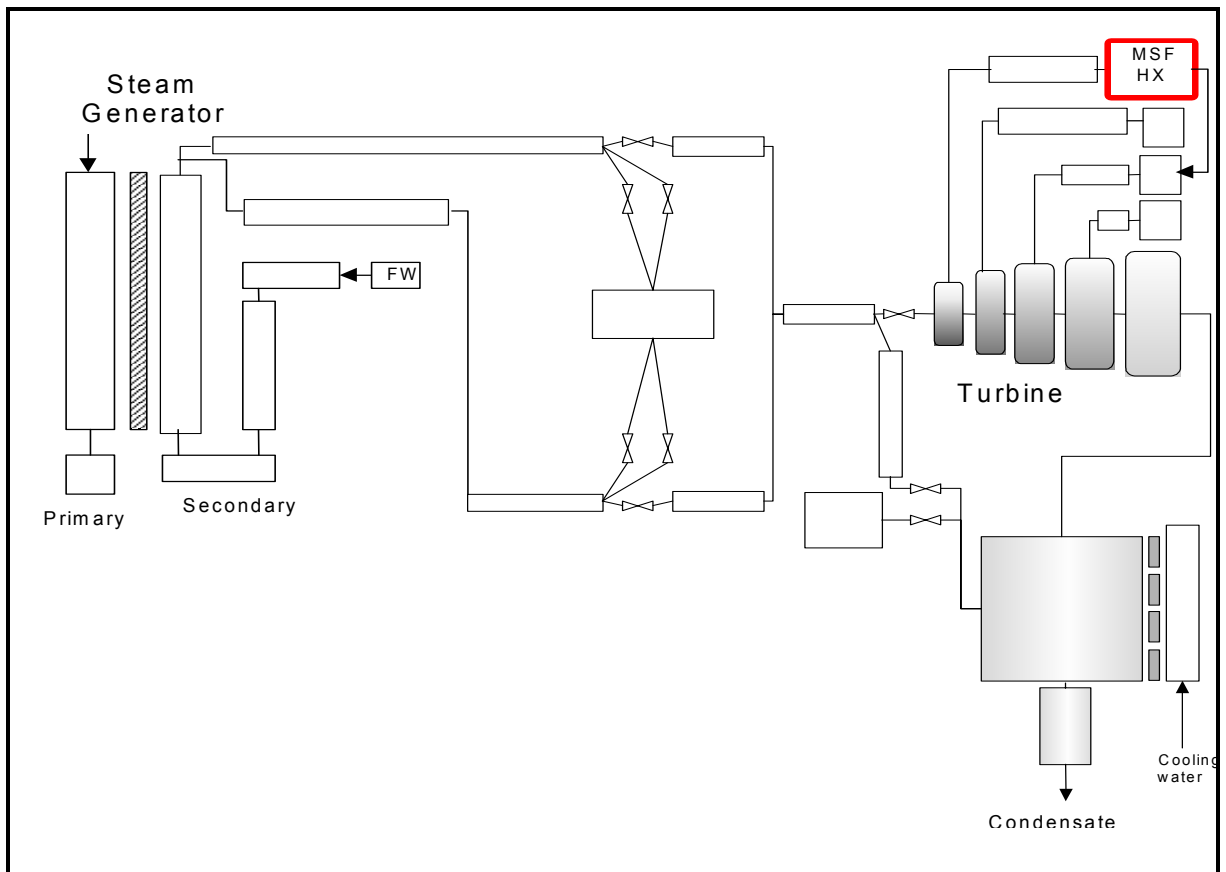 MSF
HX
Steam
Generator
FW
Turbine
Primary
Secondary
Cooling
water
Condensate